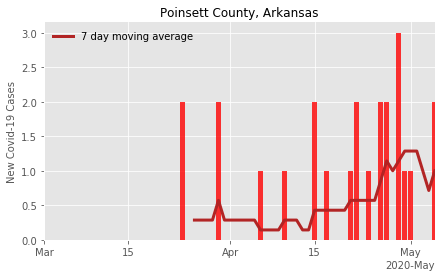 Poinsett County, Arkansas
7 day moving average
New Covid-19 Cases
3.0
2.5
2.0
1.5
1.0
0.5
0.0
Mar 15 Apr 15 May
2020-May